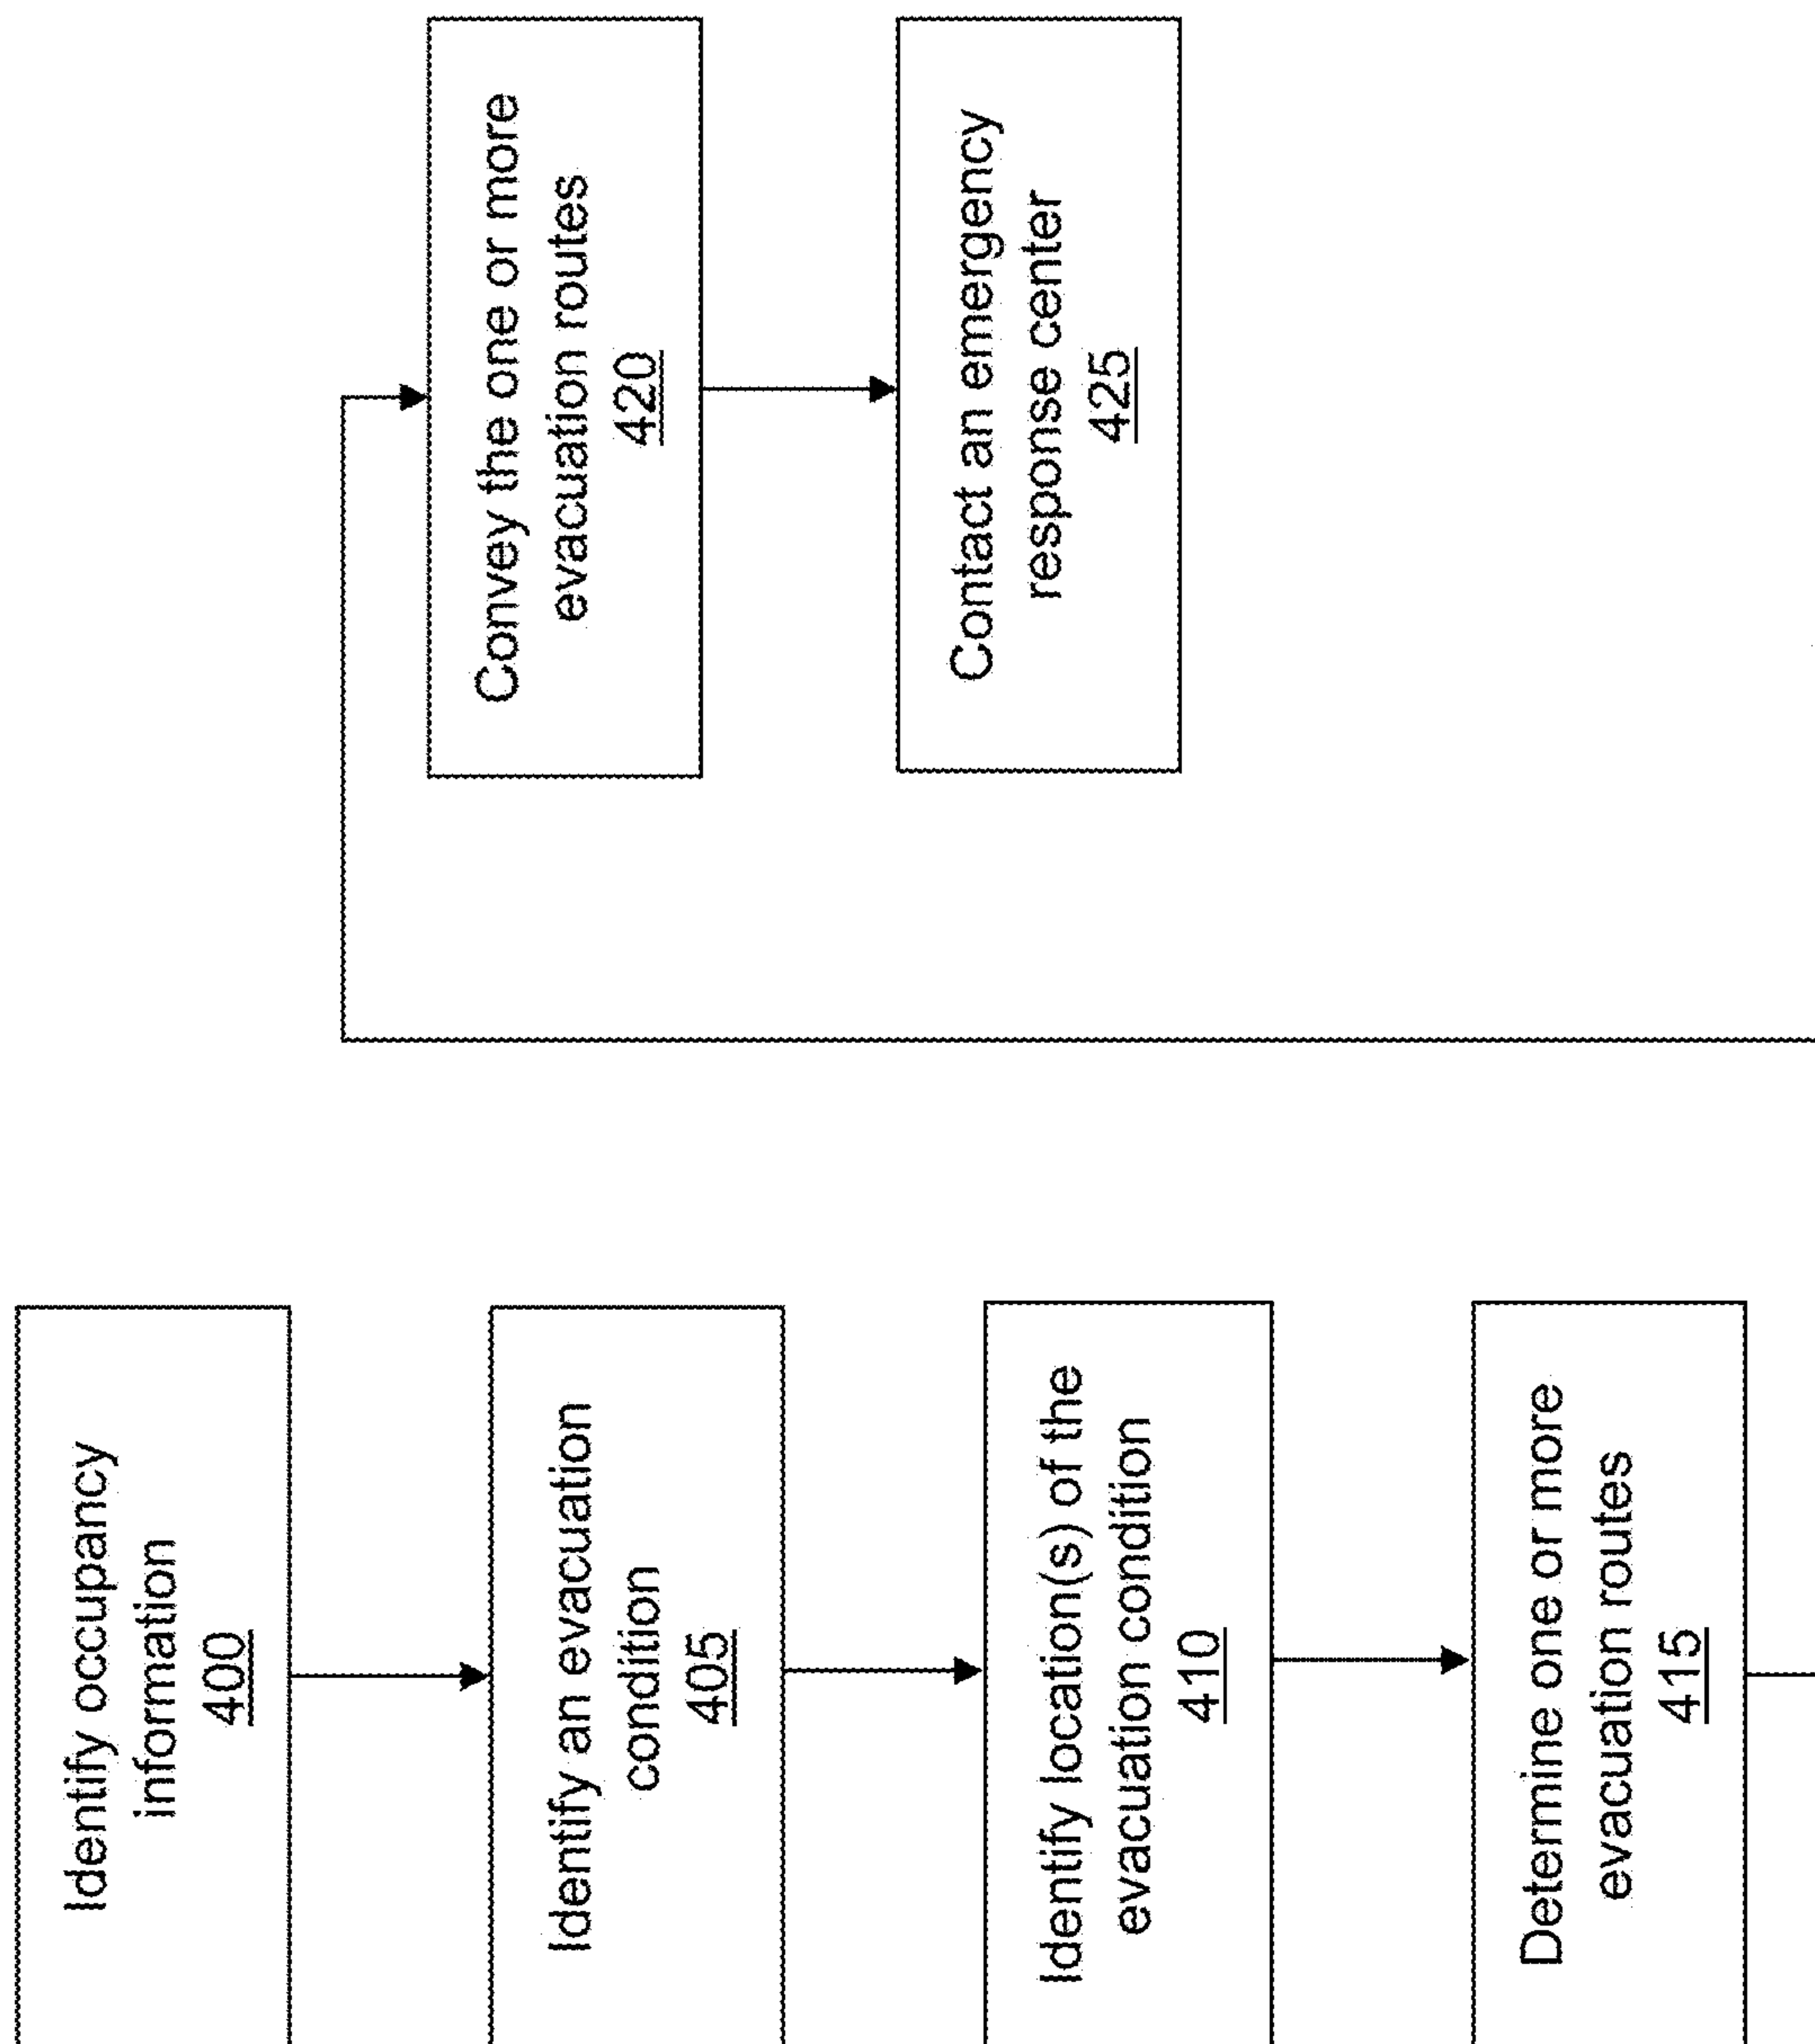 Identify occupancy
information
400
Identify an evacuation
condition
405
Identify location(s) of the
evacuation condition
410
Determine one or more
evacuation routes
415
Convey the one or more
evacuation routes
420
Contact an emergency
response center
425